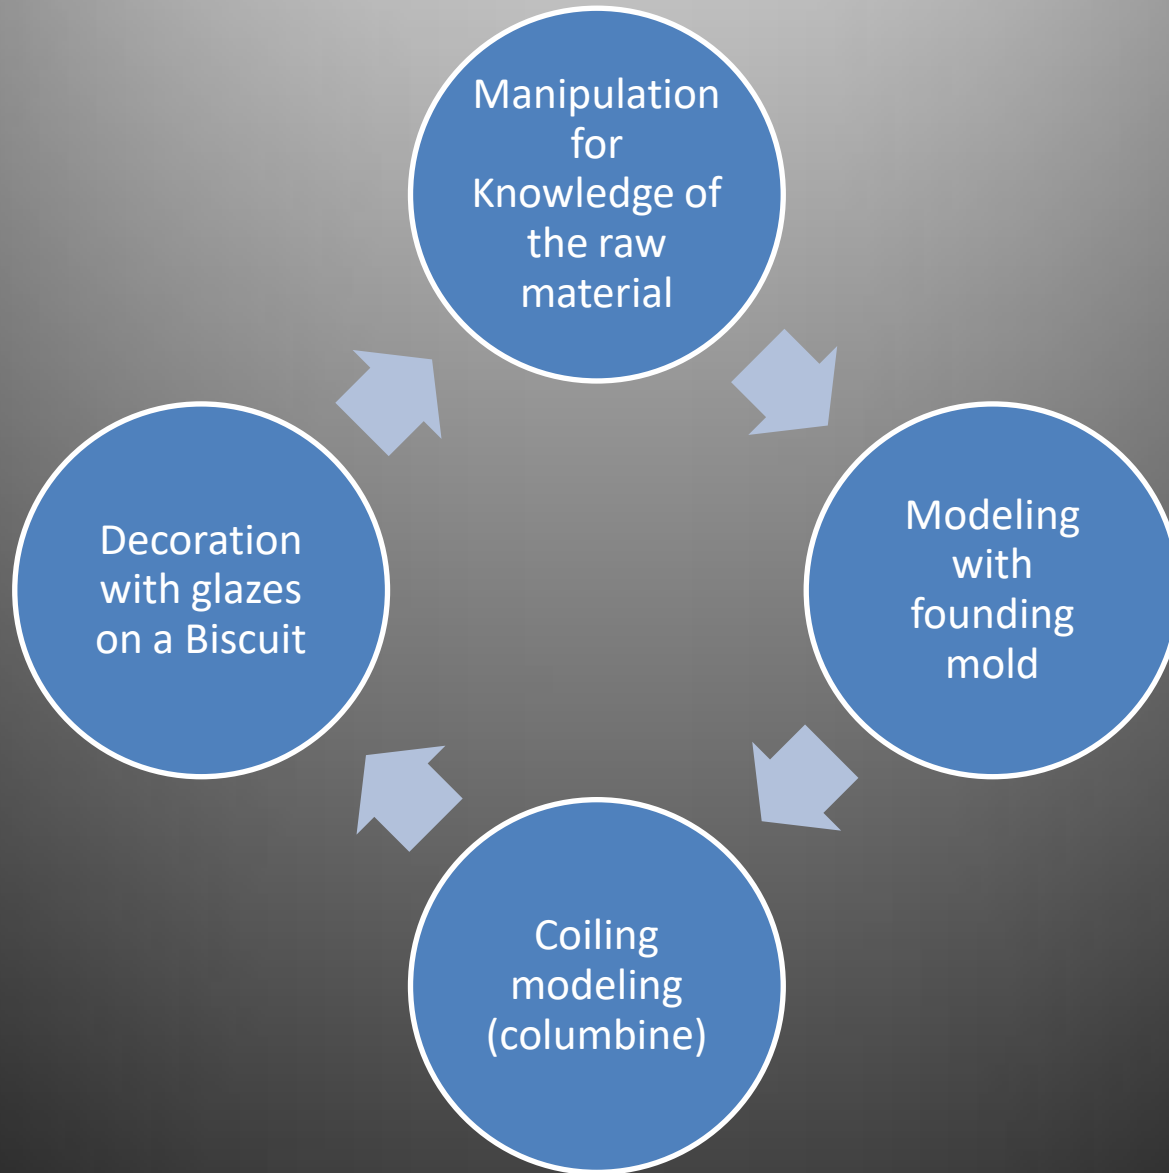 Manipulation
for
Knowledge of
the raw
material
Modeling
with
founding
mold
Coiling
modeling
(columbine)
Decoration
with glazes
on a Biscuit